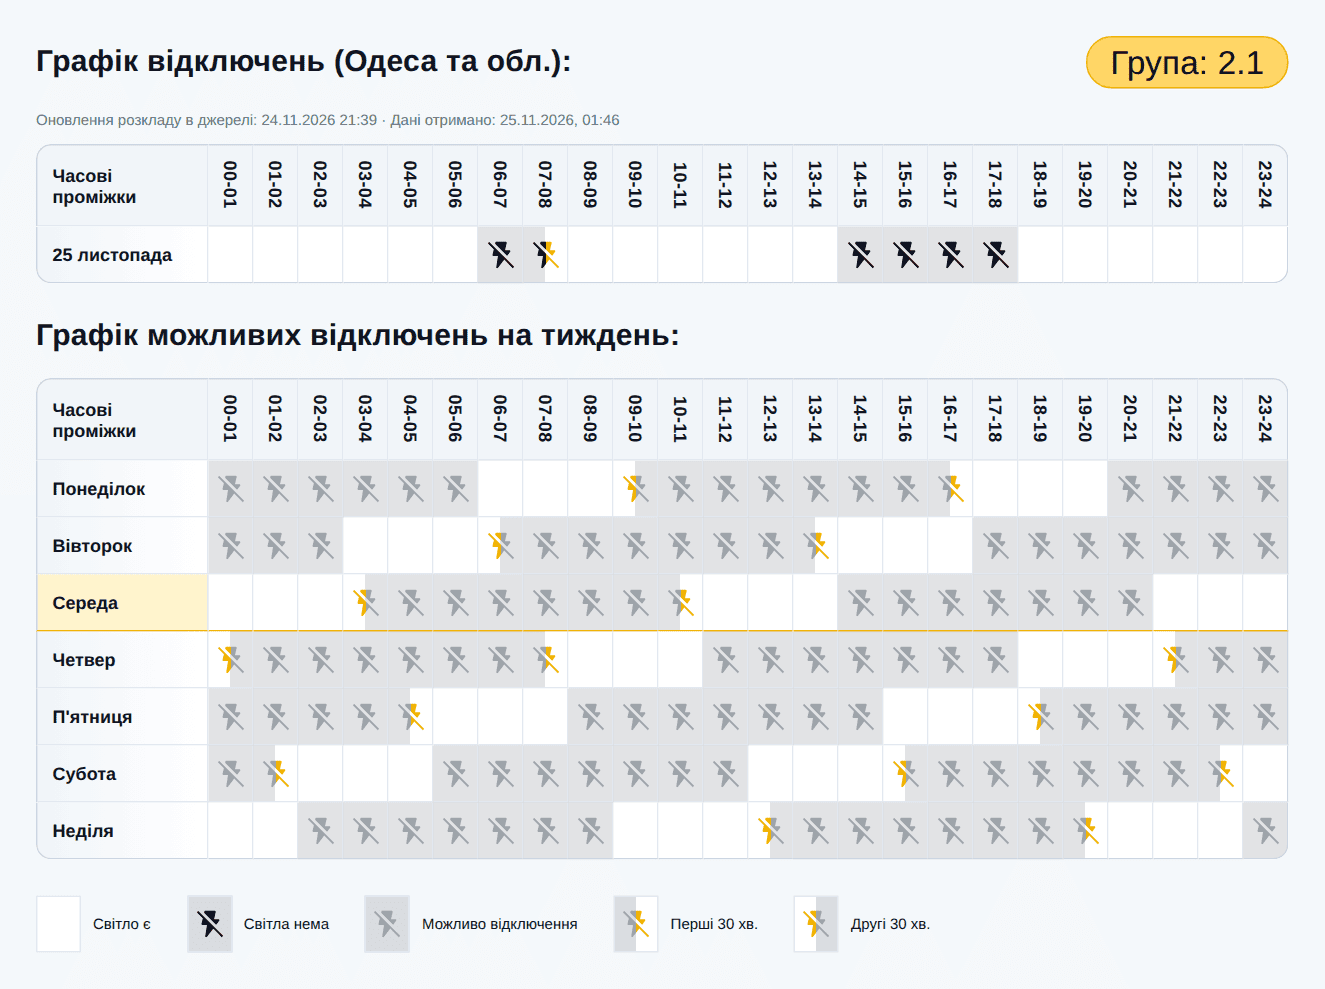 Графік відключень (Одеса та обл.):
Група: 2.1
Оновлення розкладу в джерелі: 24.11.2026 21:39 · Дані отримано: 25.11.2026, 01:46
Часові проміжки 00-01 01-02 02-03 03-04 04-05 05-06 06-07 07-08 08-09 09-10 10-11 11-12 12-13 13-14 14-15 15-16 16-17 17-18 18-19 19-20 20-21 21-22 22-23 23-24
25 листопада
Графік можливих відключень на тиждень:
Часові проміжки 00-01 01-02 02-03 03-04 04-05 05-06 06-07 07-08 08-09 09-10 10-11 11-12 12-13 13-14 14-15 15-16 16-17 17-18 18-19 19-20 20-21 21-22 22-23 23-24
Понеділок
Вівторок
Середа
Четвер
П'ятниця
Субота
Неділя
Світло є Світла нема Можливо відключення Перші 30 хв. Другі 30 хв.